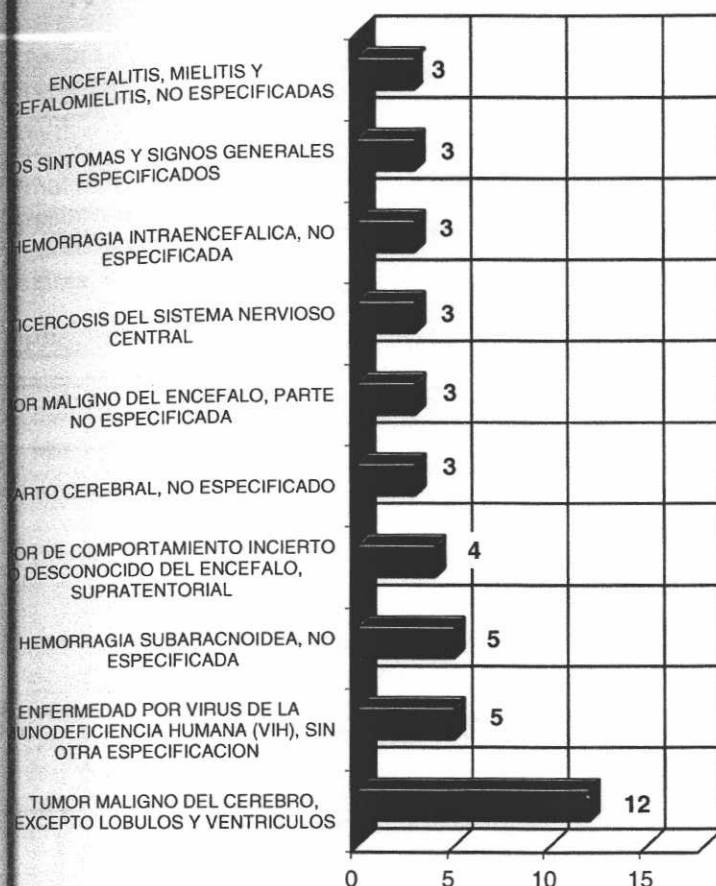 ENCEFALITIS, MIELITIS Y
EFALOMIELITIS, NO ESPECIFICADAS
3
OS SINTOMAS Y SIGNOS GENERALES
ESPECIFICADOS
3
HEMORRAGIA INTRAENCEFALICA, NO
ESPECIFICADA
3
ICERCOSIS DEL SISTEMA NERVIOSO
CENTRAL
3
OR MALIGNO DEL ENCEFALO, PARTE
NO ESPECIFICADA
3
ARTO CEREBRAL, NO ESPECIFICADO
3
OR DE COMPORTAMIENTO INCIERTO
O DESCONOCIDO DEL ENCEFALO,
SUPRATENTORIAL
4
HEMORRAGIA SUBARACNOIDEA, NO
ESPECIFICADA
5
ENFERMEDAD POR VIRUS DE LA
UNODEFICIENCIA HUMANA (VIH), SIN
OTRA ESPECIFICACION
5
TUMOR MALIGNO DEL CEREBRO,
EXCEPTO LOBULOS Y VENTRICULOS
12
0 5 10 15